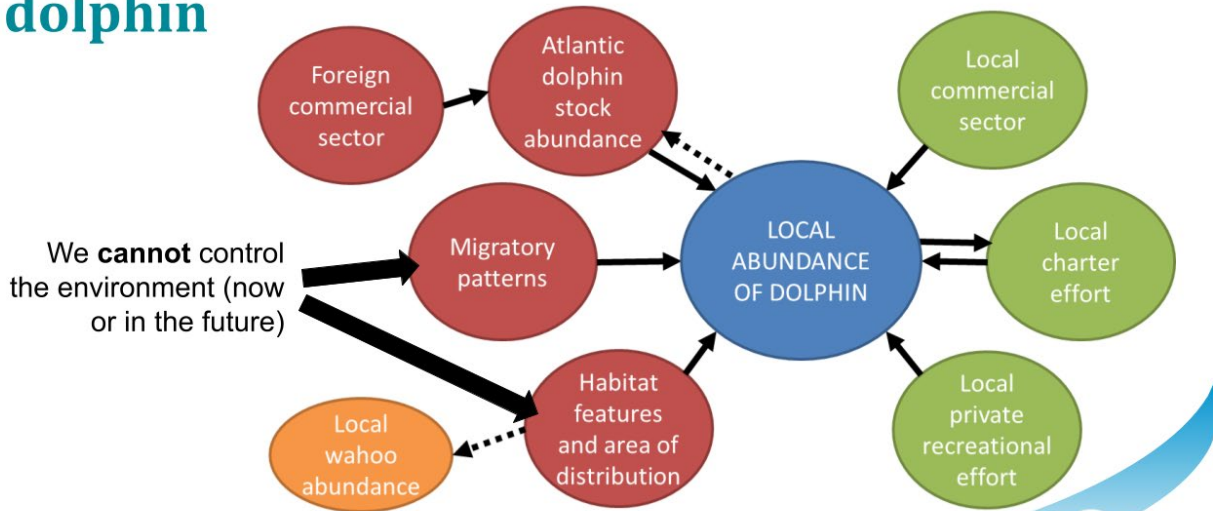 dolphin
Foreign
commercial
sector
Atlantic
dolphin
stock
abundance
Local
commercial
sector
We cannot control
the environment (now
or in the future)
Migratory
patterns
LOCAL
ABUNDANCE
OF DOLPHIN
Local
charter
effort
Local
wahoo
abundance
Habitat
features
and area of
distribution
Local
private
recreational
effort